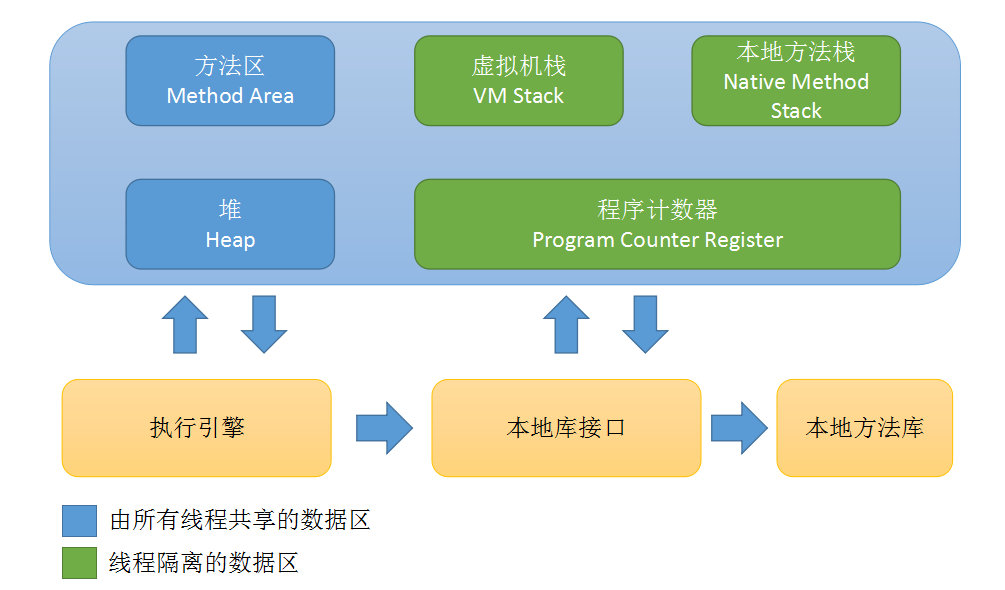 方法区
Method Area
虚拟机栈
VM Stack
本地方法栈
Native Method
Stack
堆
Heap
程序计数器
Program Counter Register
执行引擎
本地库接口
本地方法库
由所有线程共享的数据区
线程隔离的数据区